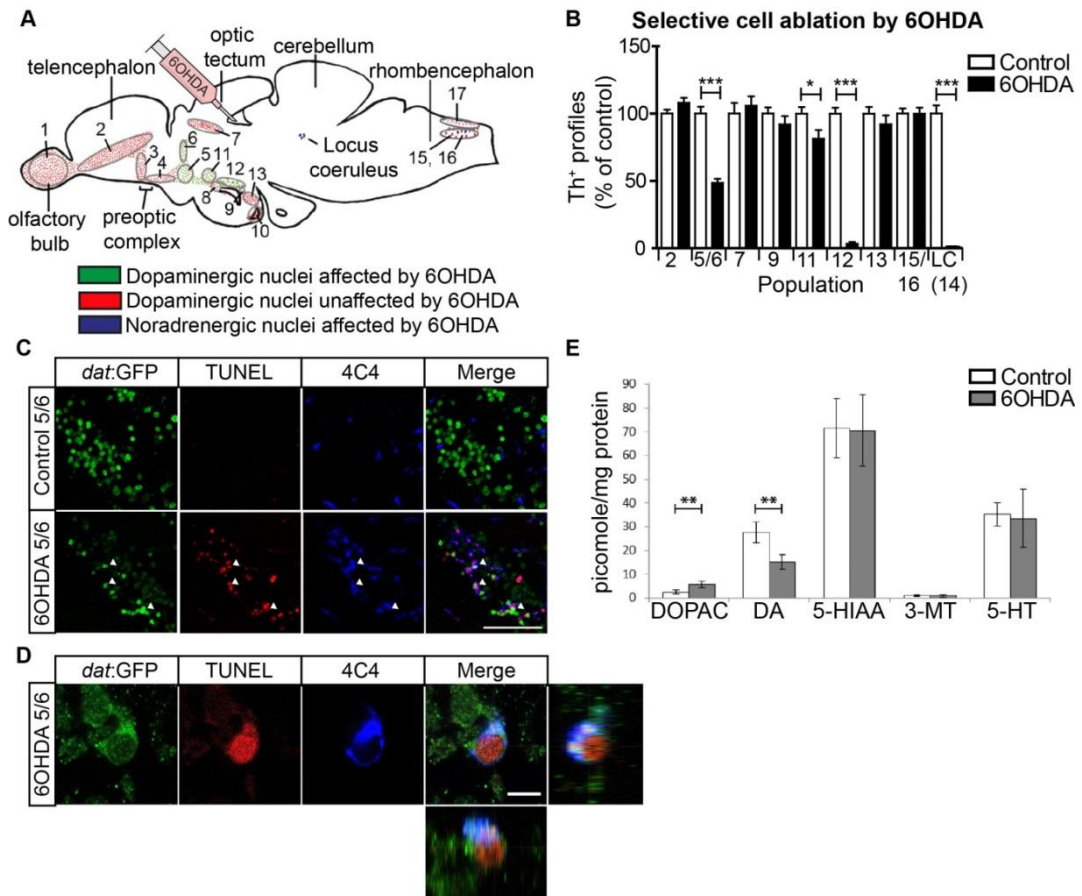 A
6OHDA
optic
tectum
cerebellum
telencephalon
rhombencephalon
1
2
3
4
5
6
7
8
9
10
11
12
13
15, 16
17
Locus
coeruleus
olfactory
bulb
preoptic
complex
Dopaminergic nuclei affected by 6OHDA
Dopaminergic nuclei unaffected by 6OHDA
Noradrenergic nuclei affected by 6OHDA
B
Selective cell ablation by 6OHDA
Th⁺ profiles
(% of control)
150
100
50
0
Control
6OHDA
*** * *** ***
2 5/6 7 9 11 12 13 15/ LC
16 (14)
Population
C
dat:GFP TUNEL 4C4 Merge
Control 5/6
6OHDA 5/6
D
dat:GFP TUNEL 4C4 Merge
6OHDA 5/6
E
Control
6OHDA
picomole/mg protein
90
80
70
60
50
40
30
20
10
0
** **
DOPAC DA 5-HIAA 3-MT 5-HT